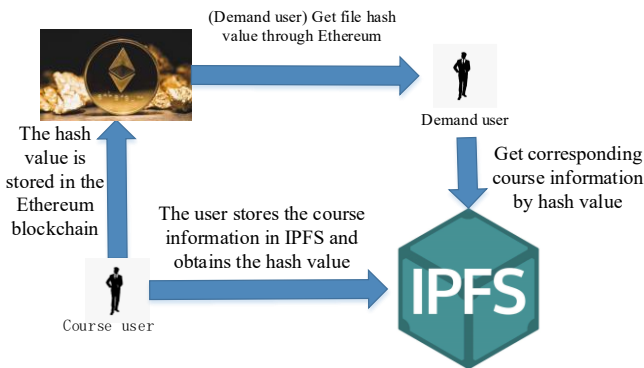 (Demand user) Get file hash
value through Ethereum
Demand user
The hash
value is
stored in the
Ethereum
blockchain
Get corresponding
course information
by hash value
The user stores the course
information in IPFS and
obtains the hash value
IPFS
Course user